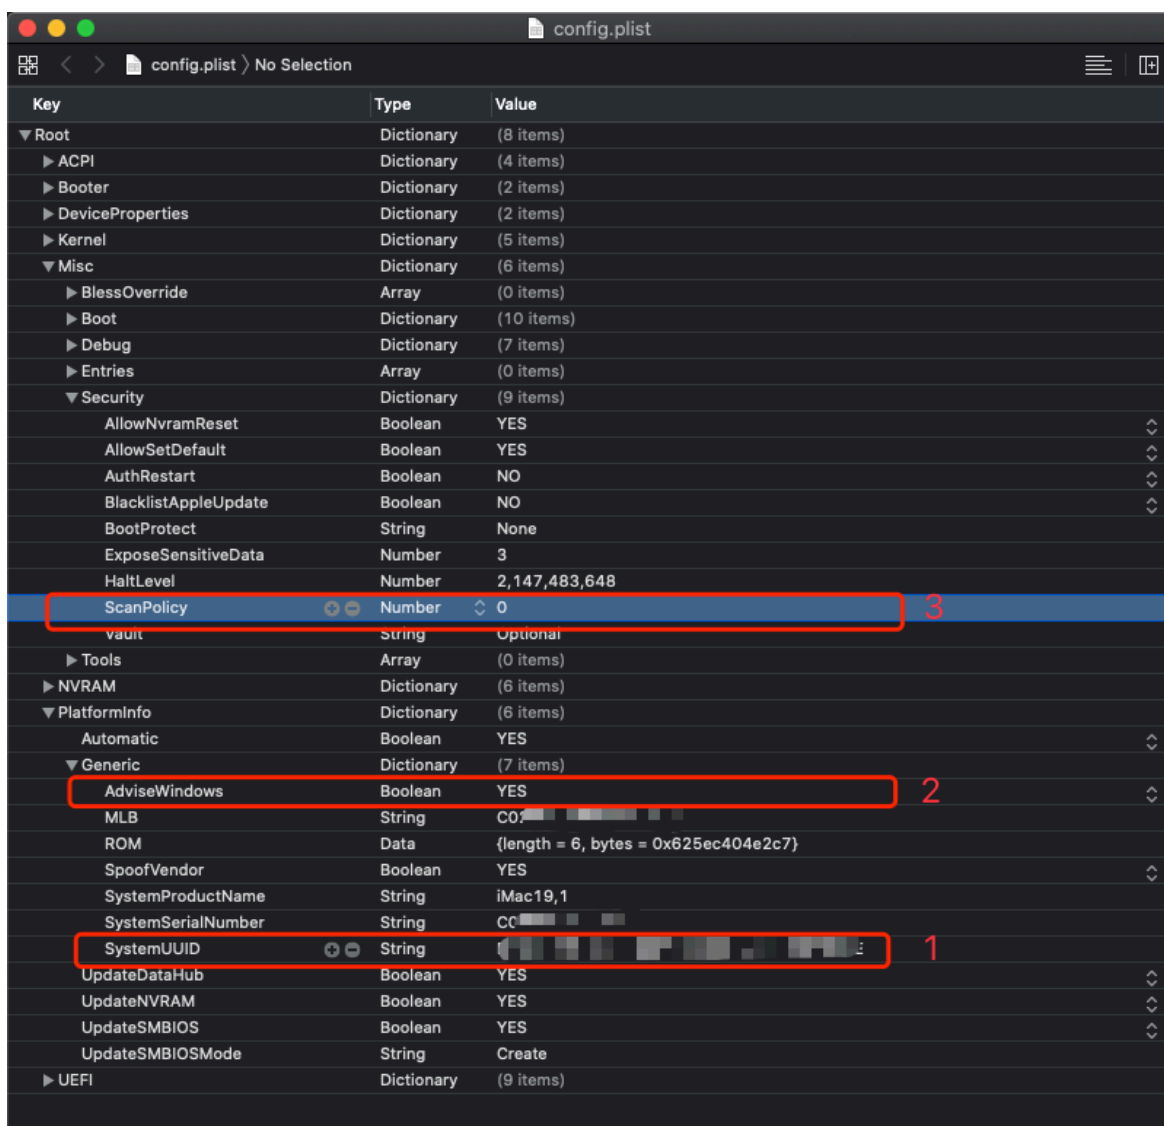 config.plist
config.plist 〉 No Selection
Key Type Value
Root Dictionary (8 items)
ACPI Dictionary (4 items)
Booter Dictionary (2 items)
DeviceProperties Dictionary (2 items)
Kernel Dictionary (5 items)
Misc Dictionary (6 items)
BlessOverride Array (0 items)
Boot Dictionary (10 items)
Debug Dictionary (7 items)
Entries Array (0 items)
Security Dictionary (9 items)
AllowNvramReset Boolean YES
AllowSetDefault Boolean YES
AuthRestart Boolean NO
BlacklistAppleUpdate Boolean NO
BootProtect String None
ExposeSensitiveData Number 3
HaltLevel Number 2,147,483,648
ScanPolicy Number 0 3
Vault String Optional
Tools Array (0 items)
NVRAM Dictionary (6 items)
PlatformInfo Dictionary (6 items)
Automatic Boolean YES
Generic Dictionary (7 items)
AdviseWindows Boolean YES 2
MLB String
ROM Data {length = 6, bytes = 0x625ec404e2c7}
SpoofVendor Boolean YES
SystemProductName String iMac19,1
SystemSerialNumber String
SystemUUID String 1
UpdateDataHub Boolean YES
UpdateNVRAM Boolean YES
UpdateSMBIOS Boolean YES
UpdateSMBIOSMode String Create
UEFI Dictionary (9 items)